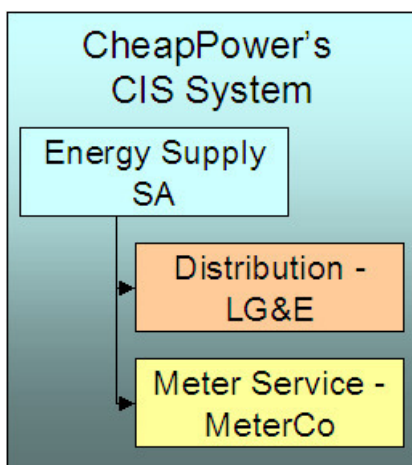 CheapPower's
CIS System
Energy Supply
SA
Distribution -
LG&E
Meter Service -
MeterCo